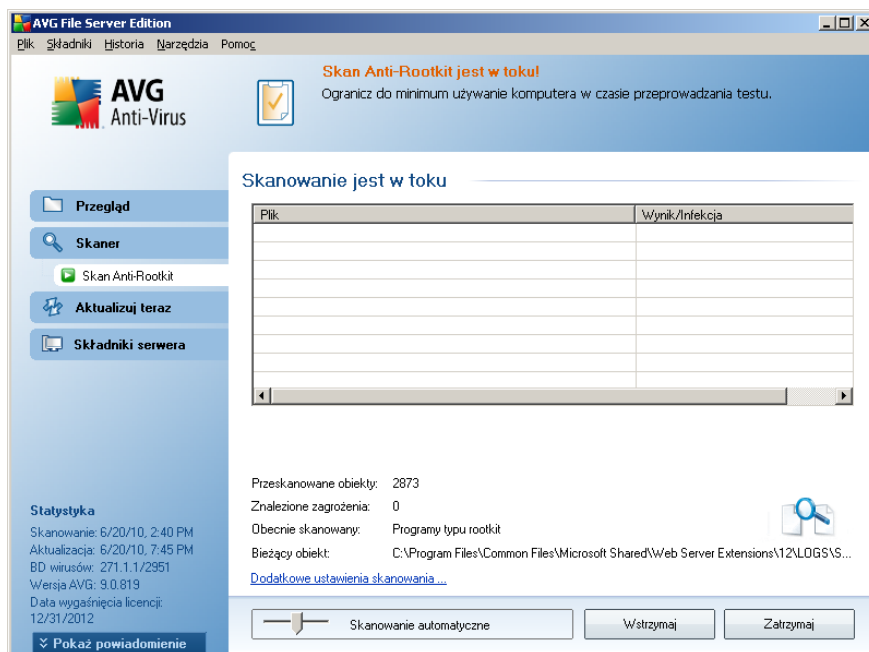 AVG File Server Edition
Plik Składniki Historia Narzędzia Pomoc
AVG
Anti-Virus
Skan Anti-Rootkit jest w toku!
Ogranicz do minimum używanie komputera w czasie przeprowadzania testu.
Przegląd
Skaner
Skan Anti-Rootkit
Aktualizuj teraz
Składniki serwera
Statystyka
Skanowanie: 6/20/10, 2:40 PM
Aktualizacja: 6/20/10, 7:45 PM
BD wirusów: 271.1.1/2951
Wersja AVG: 9.0.819
Data wygaśnięcia licencji:
12/31/2012
Pokaż powiadomienie
Skanowanie jest w toku
Plik Wynik/Infekcja
Przeskanowane obiekty: 2873
Znalezione zagrożenia: 0
Obecnie skanowany: Programy typu rootkit
Bieżący obiekt: C:\Program Files\Common Files\Microsoft Shared\Web Server Extensions\12\LOGS\S...
Dodatkowe ustawienia skanowania ...
Skanowanie automatyczne
Wstrzymaj
Zatrzymaj